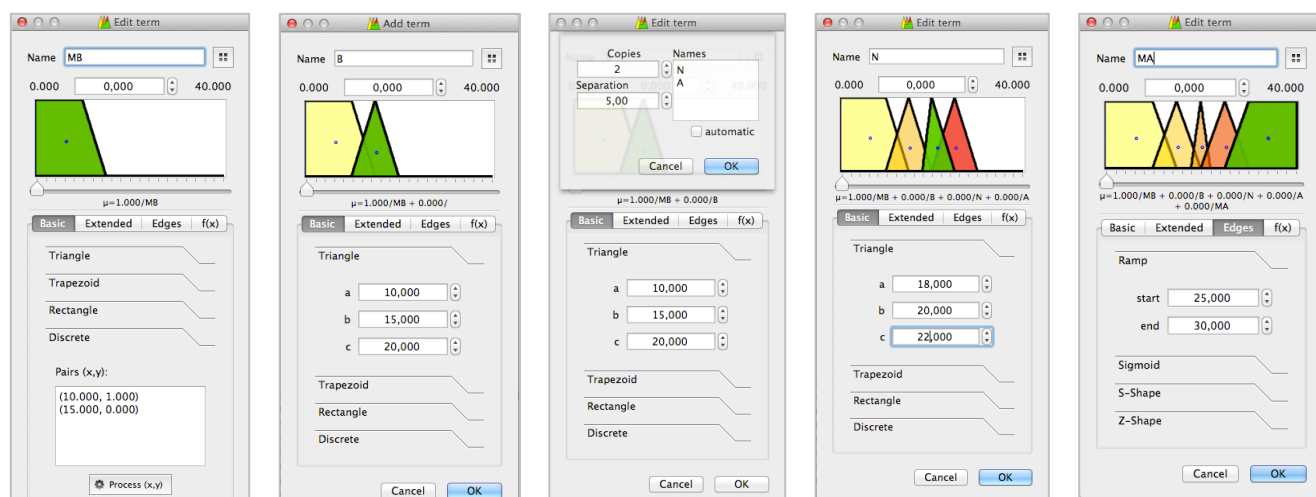 Edit term
Name MB
0.000 0,000 40.000
µ=1.000/MB
Basic Extended Edges f(x)
Triangle
Trapezoid
Rectangle
Discrete
Pairs (x,y):
(10.000, 1.000)
(15.000, 0.000)
Process (x,y)
Add term
Name B
0.000 0,000 40.000
µ=1.000/MB + 0.000/
Basic Extended Edges f(x)
Triangle
a 10,000
b 15,000
c 20,000
Trapezoid
Rectangle
Discrete
Cancel OK
Edit term
Copies Names
2 N
Separation A
5,00
automatic
Cancel OK
µ=1.000/MB + 0.000/B
Basic Extended Edges f(x)
Triangle
a 10,000
b 15,000
c 20,000
Trapezoid
Rectangle
Discrete
Cancel OK
Edit term
Name N
0.000 0,000 40.000
µ=1.000/MB + 0.000/B + 0.000/N + 0.000/A
Basic Extended Edges f(x)
Triangle
a 18,000
b 20,000
c 22,000
Trapezoid
Rectangle
Discrete
Cancel OK
Edit term
Name MA
0.000 0,000 40.000
µ=1.000/MB + 0.000/B + 0.000/N + 0.000/A
+ 0.000/MA
Basic Extended Edges f(x)
Ramp
start 25,000
end 30,000
Sigmoid
S-Shape
Z-Shape
Cancel OK